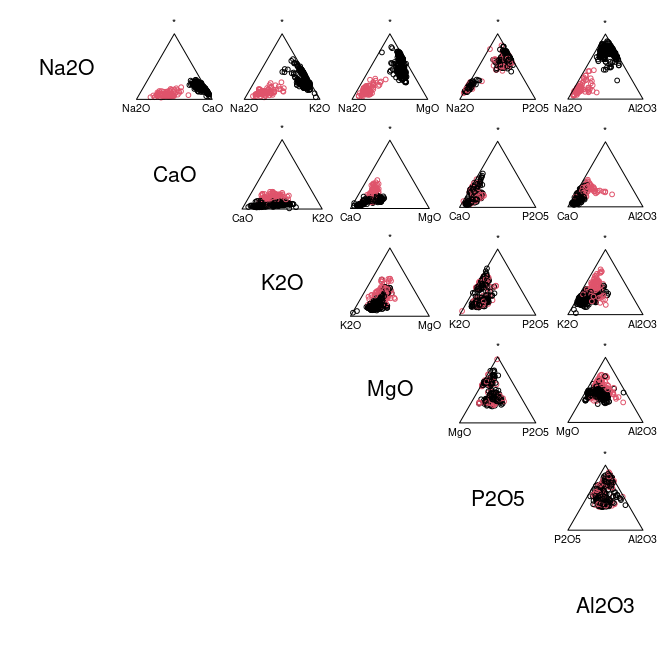 * * * * *
Na2O
Na2O CaO Na2O K2O Na2O MgO Na2O P2O5 Na2O Al2O3
* * * *
CaO
CaO K2O CaO MgO CaO P2O5 CaO Al2O3
* * *
K2O
K2O MgO K2O P2O5 K2O Al2O3
* *
MgO
MgO P2O5 MgO Al2O3
*
P2O5
P2O5 Al2O3
Al2O3